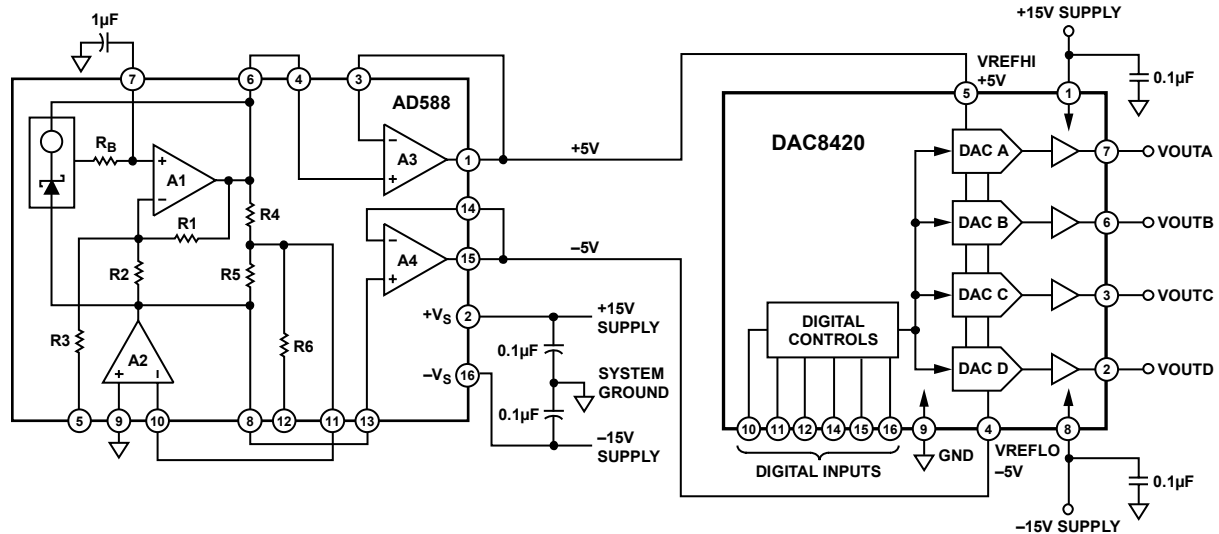 1µF
+15V SUPPLY
7
6
4
3
VREFHI
+5V
0.1µF
AD588
5
1
DAC8420
RB
A1
+
–
–
+
A3
1
+5V
DAC A
7
VOUTA
R4
14
R1
DAC B
6
VOUTB
R2
R5
–
+
A4
15
–5V
DAC C
3
VOUTC
+VS
2
+15V
SUPPLY
R3
A2
+
–
R6
0.1µF
DIGITAL
CONTROLS
DAC D
2
VOUTD
–VS
16
SYSTEM
GROUND
0.1µF
5
9
10
8
12
11
13
–15V
SUPPLY
10
11
12
14
15
16
9
4
8
GND
VREFLO
–5V
DIGITAL INPUTS
0.1µF
–15V SUPPLY